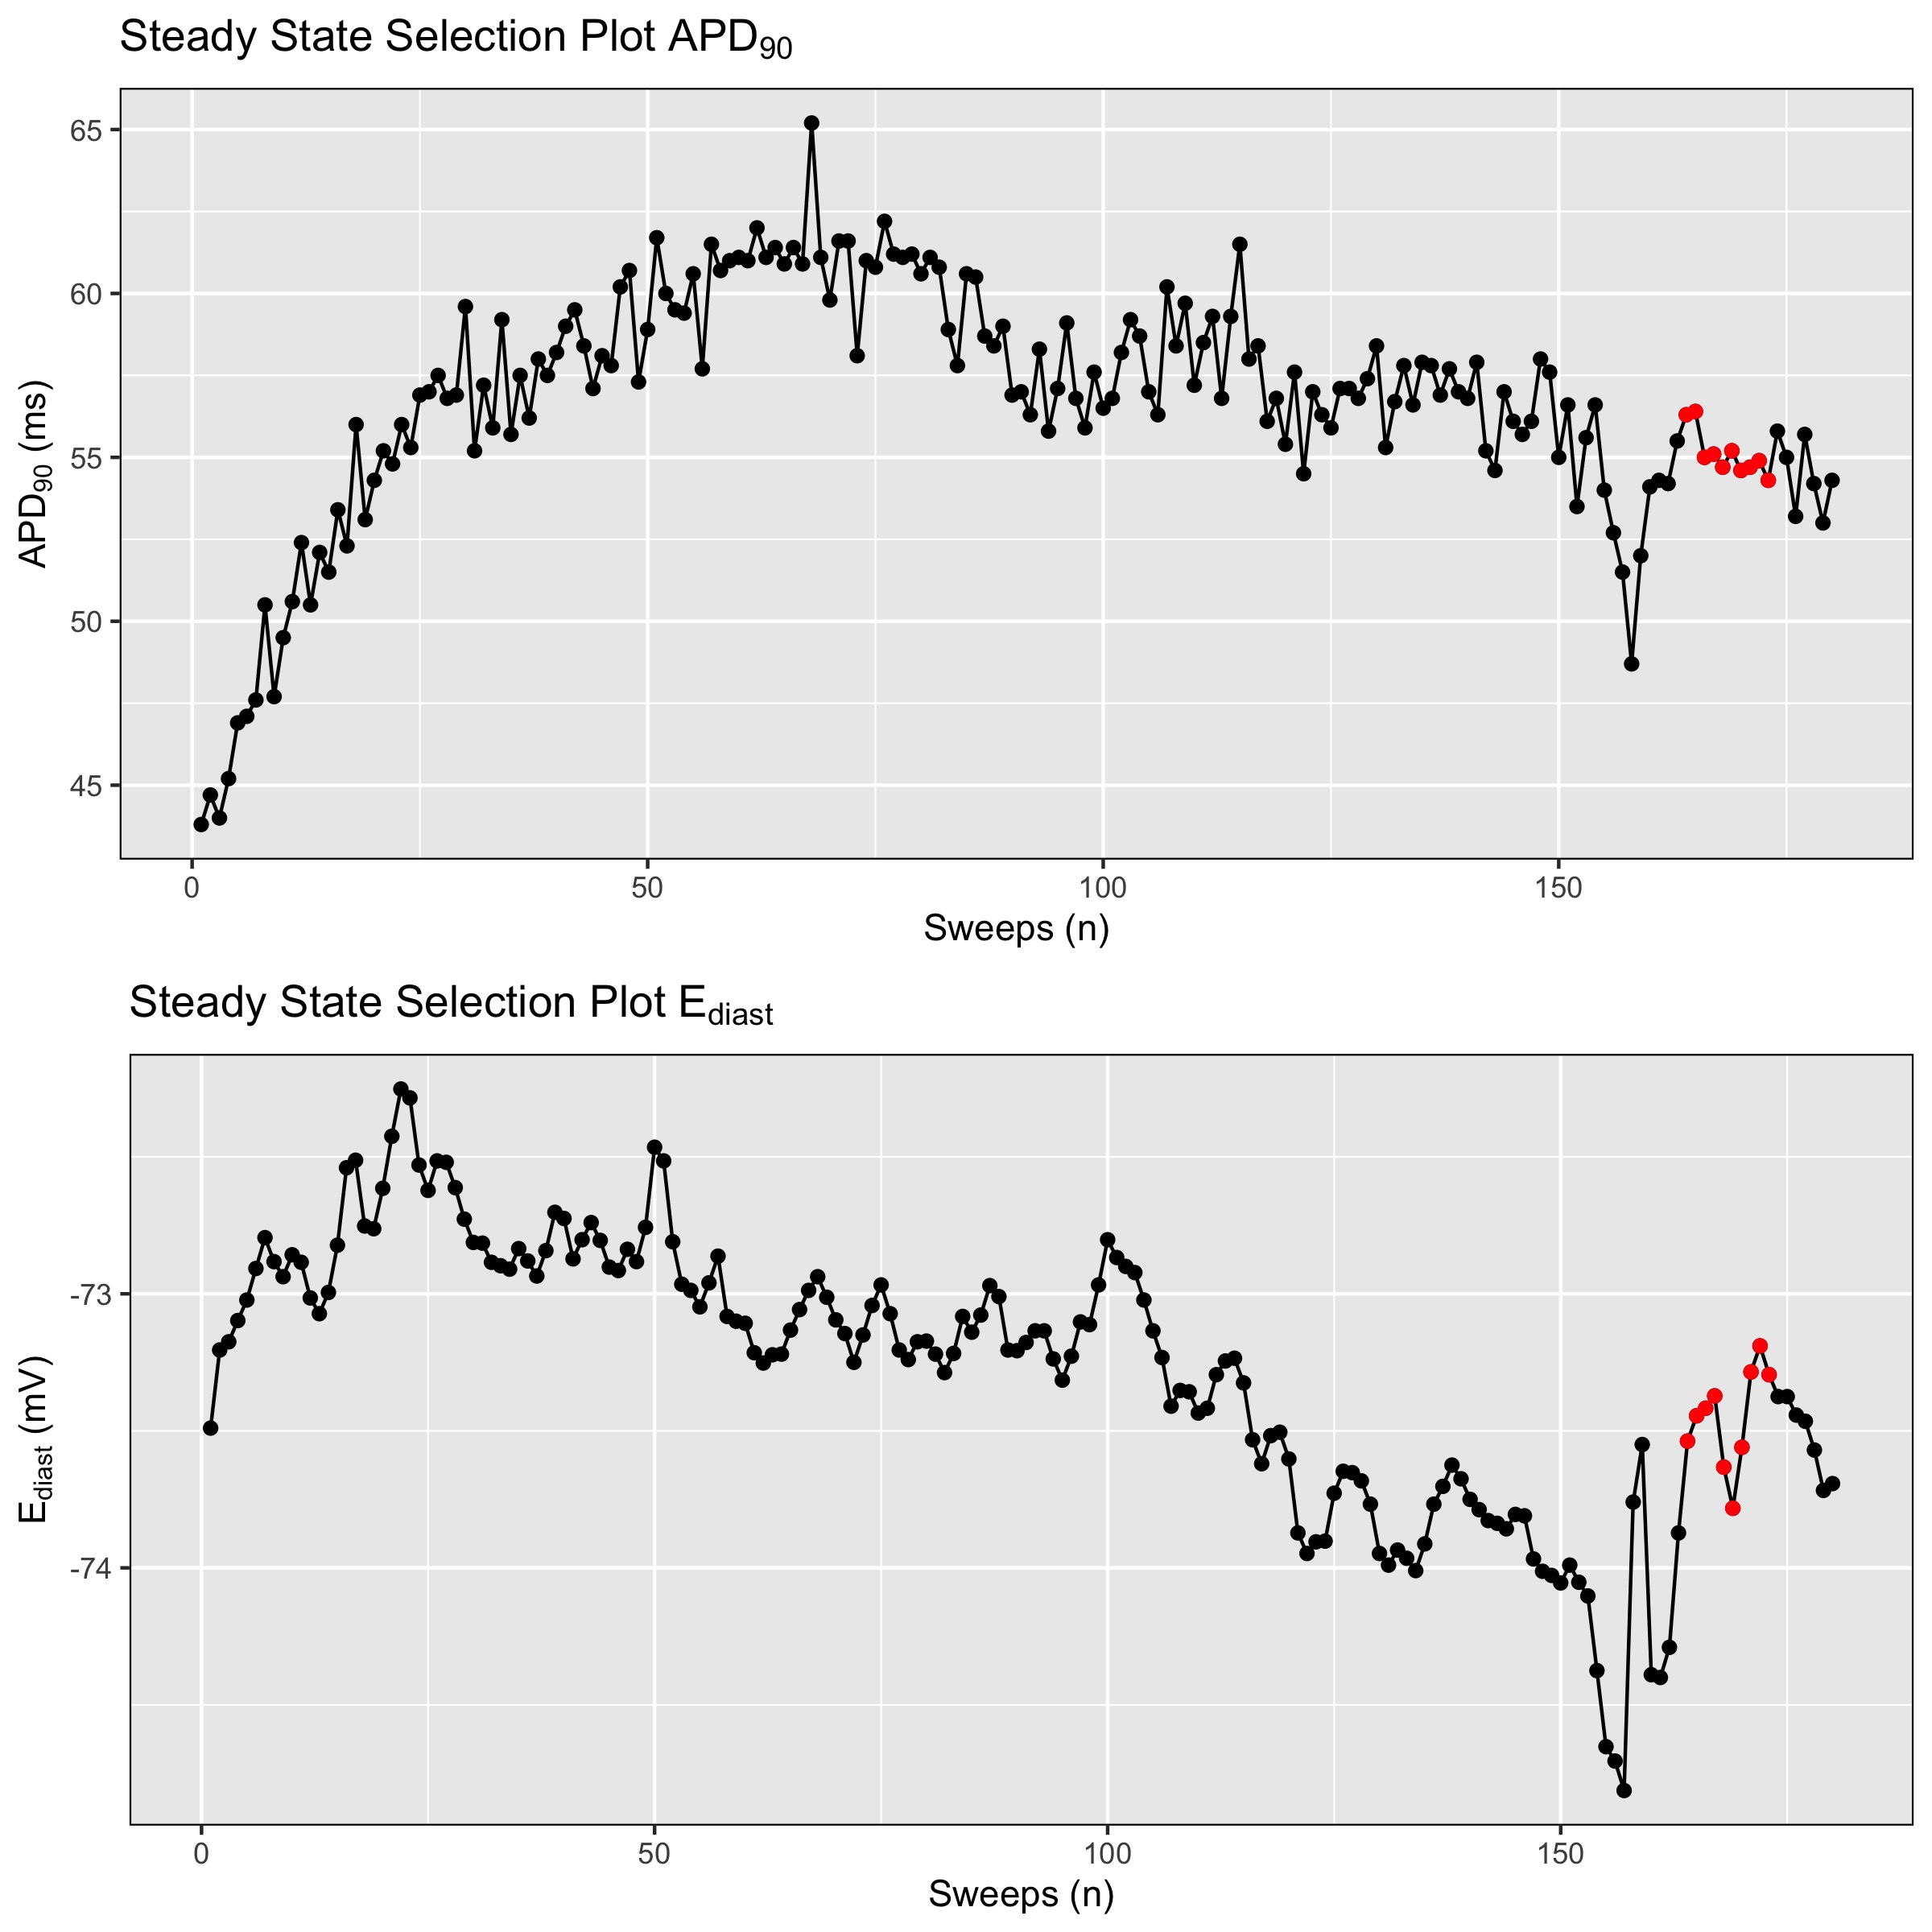 Steady State Selection Plot APD90
65
60
55
50
45
APD90 (ms)
0 50 100 150
Sweeps (n)
Steady State Selection Plot Ediast
-73
-74
Ediast (mV)
0 50 100 150
Sweeps (n)